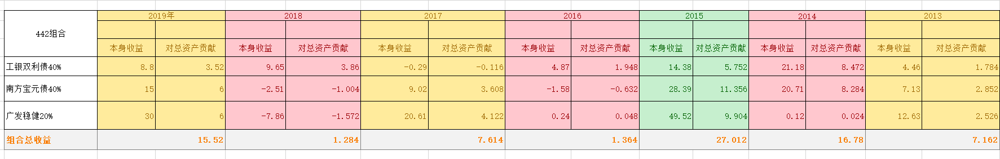 2019年 2018 2017 2016 2015 2014 2013
442组合
本身收益 对总资产贡献 本身收益 对总资产贡献 本身收益 对总资产贡献 本身收益 对总资产贡献 本身收益 对总资产贡献 本身收益 对总资产贡献 本身收益 对总资产贡献
工银双利债40% 8.8 3.52 9.65 3.86 -0.29 -0.116 4.87 1.948 14.38 5.752 21.18 8.472 4.46 1.784
南方宝元债40% 15 6 -2.51 -1.004 9.02 3.608 -1.58 -0.632 28.39 11.356 20.71 8.284 7.13 2.852
广发稳健20% 30 6 -7.86 -1.572 20.61 4.122 0.24 0.048 49.52 9.904 0.12 0.024 12.63 2.526
组合总收益 15.52 1.284 7.614 1.364 27.012 16.78 7.162